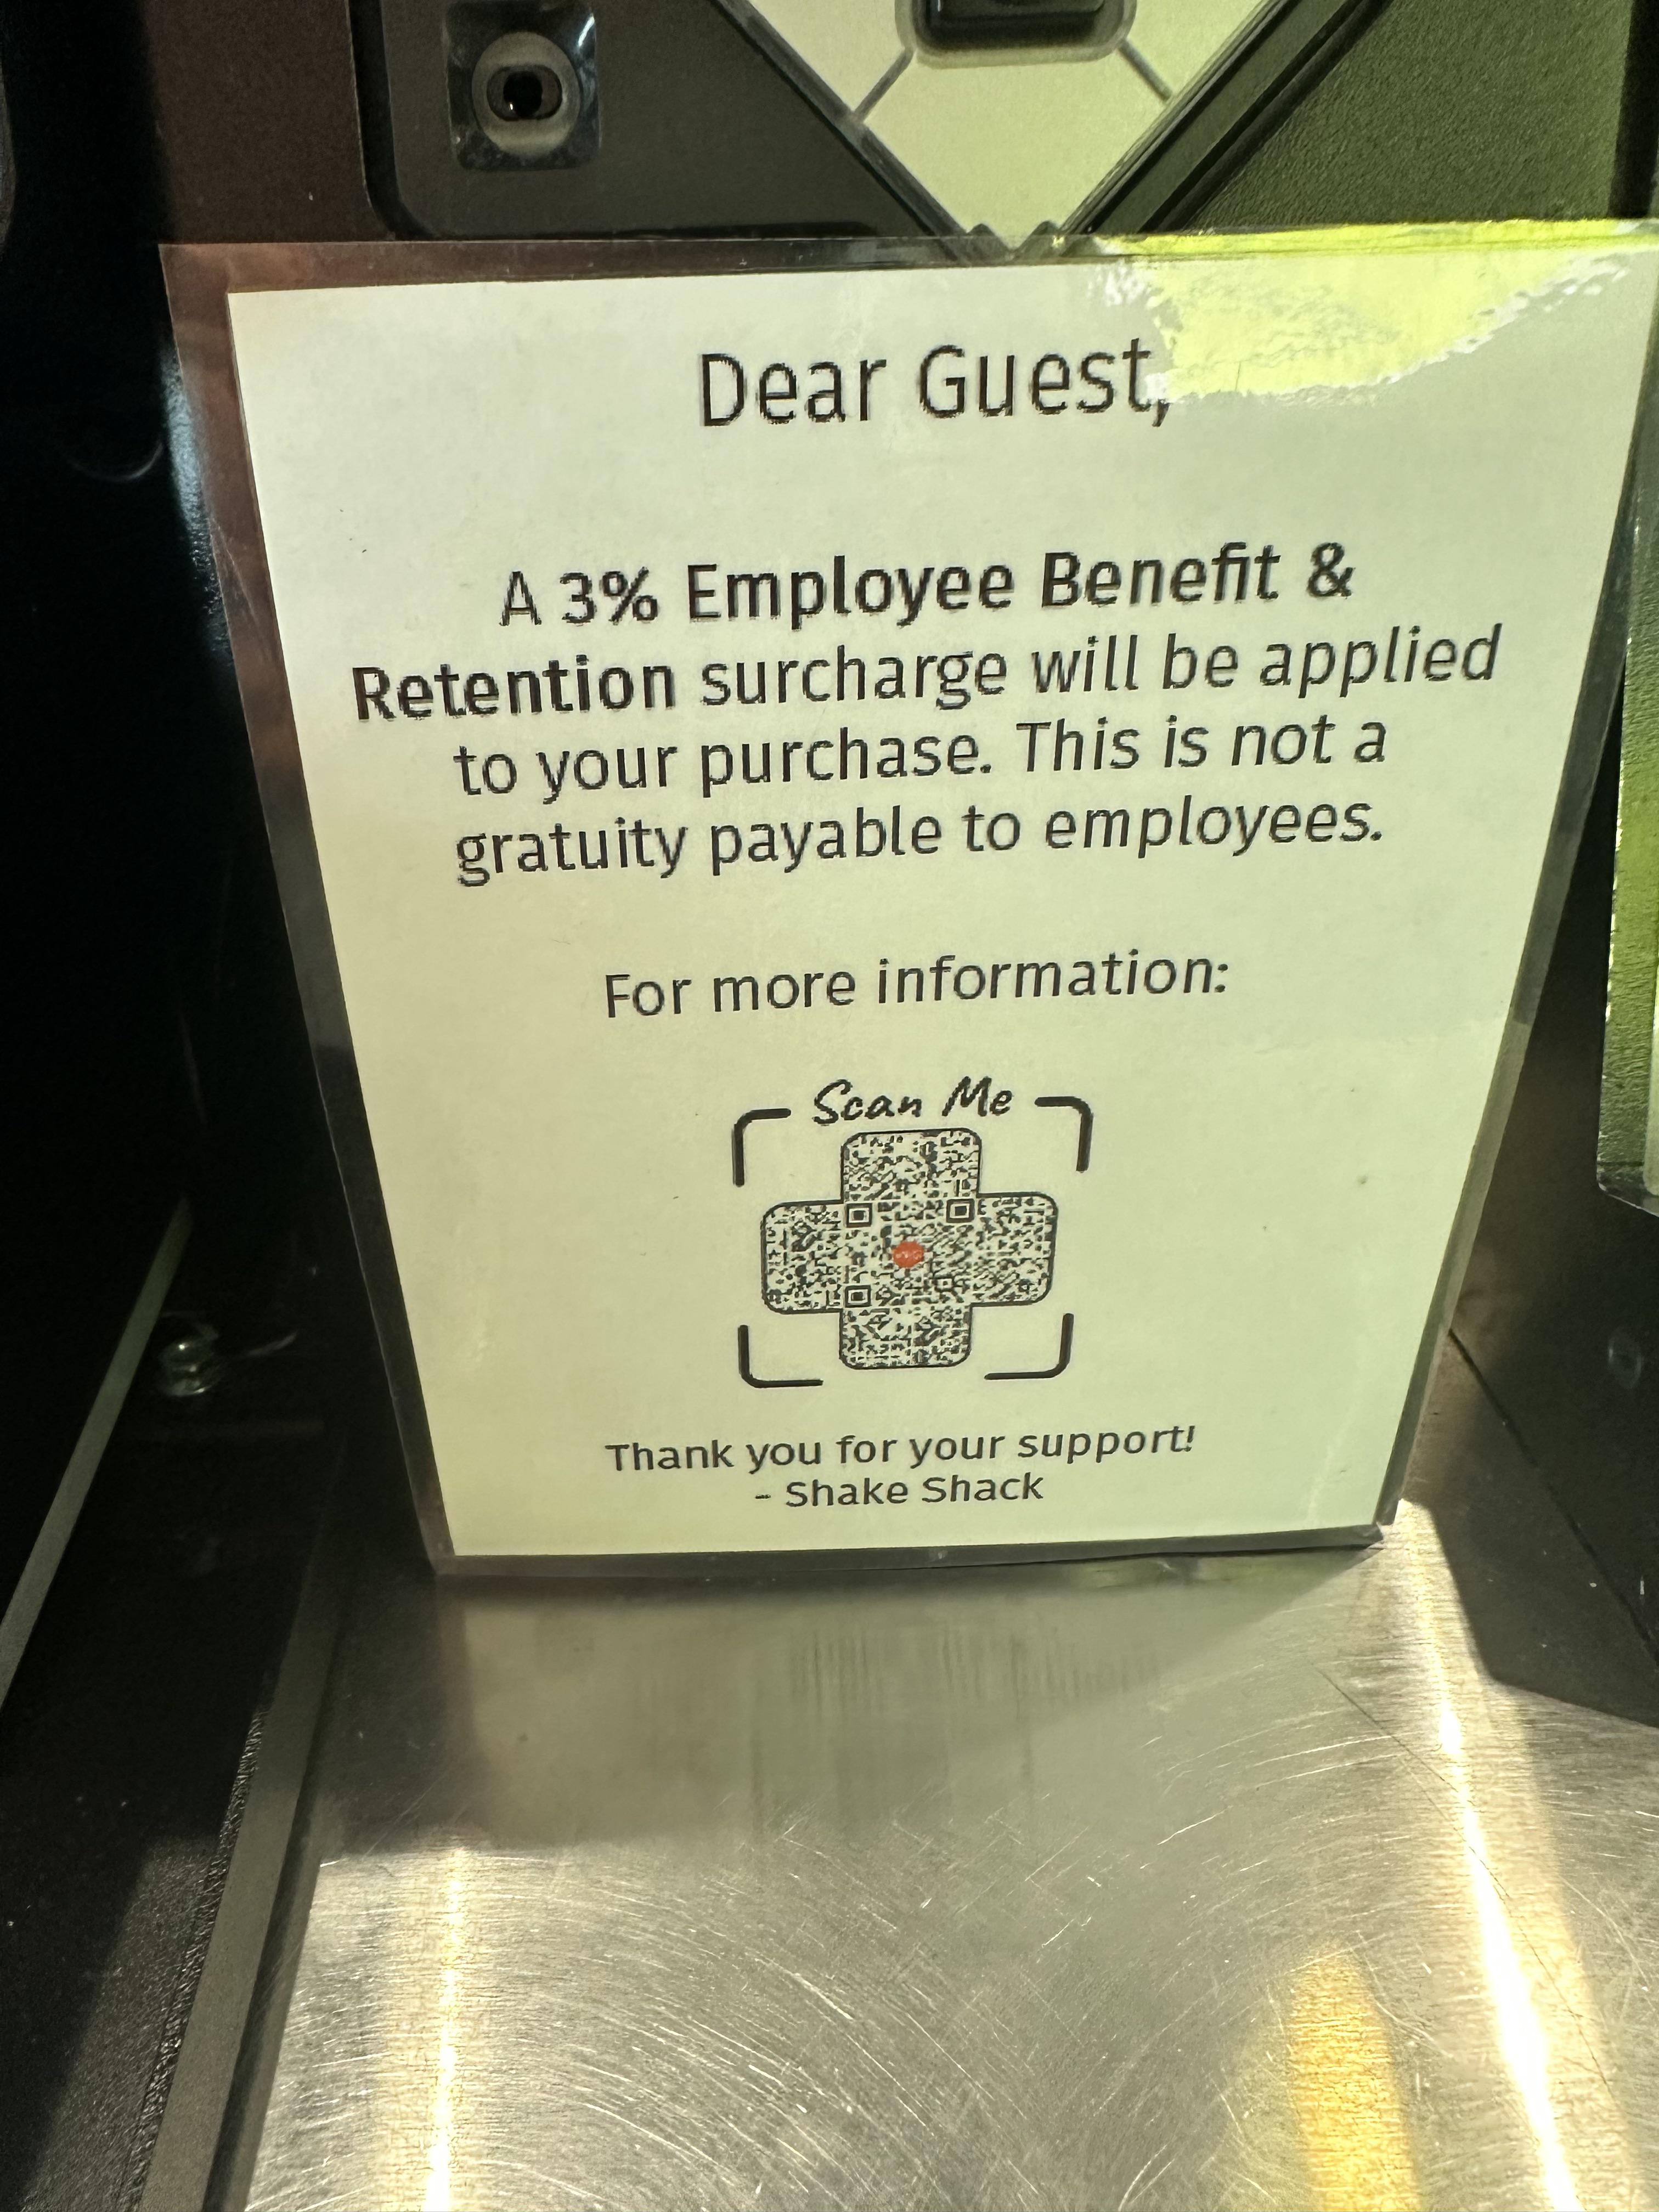 Dear Guest,
A 3% Employee Benefit &
Retention surcharge will be applied
to your purchase. This is not a
gratuity payable to employees.
For more information:
Scan Me
Thank you for your support!
- Shake Shack